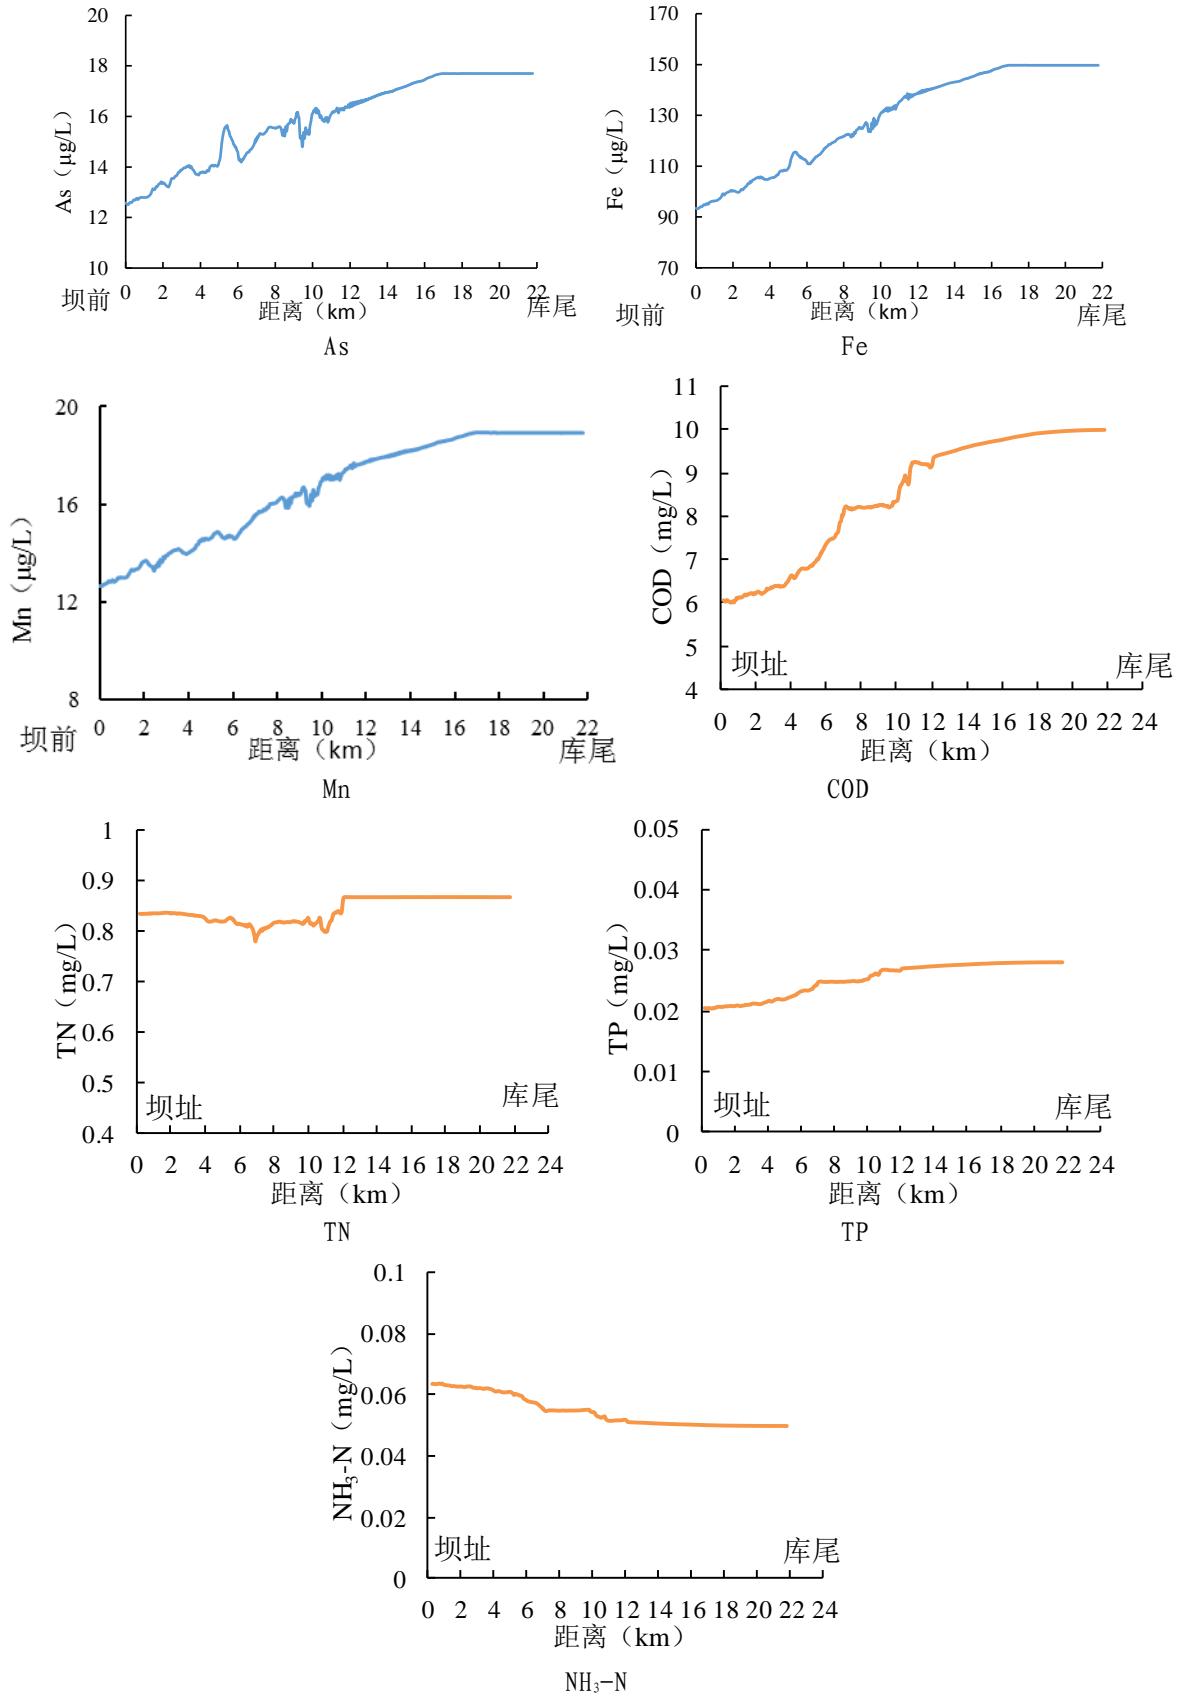 20
18
16
14
12
10
As（μg/L）
0 2 4 6 8 10 12 14 16 18 20 22
坝前 距离（km） 库尾
As
170
150
130
110
90
70
Fe（μg/L）
0 2 4 6 8 10 12 14 16 18 20 22
坝前 距离（km） 库尾
Fe
20
16
12
8
Mn（μg/L）
0 2 4 6 8 10 12 14 16 18 20 22
坝前 距离（km） 库尾
Mn
11
10
9
8
7
6
5
4
COD（mg/L）
坝址 库尾
0 2 4 6 8 10 12 14 16 18 20 22 24
距离（km）
COD
1
0.9
0.8
0.7
0.6
0.5
0.4
TN（mg/L）
坝址 库尾
0 2 4 6 8 10 12 14 16 18 20 22 24
距离（km）
TN
0.05
0.04
0.03
0.02
0.01
0
TP（mg/L）
坝址 库尾
0 2 4 6 8 10 12 14 16 18 20 22 24
距离（km）
TP
0.1
0.08
0.06
0.04
0.02
0
NH₃-N（mg/L）
坝址 库尾
0 2 4 6 8 10 12 14 16 18 20 22 24
距离（km）
NH₃-N